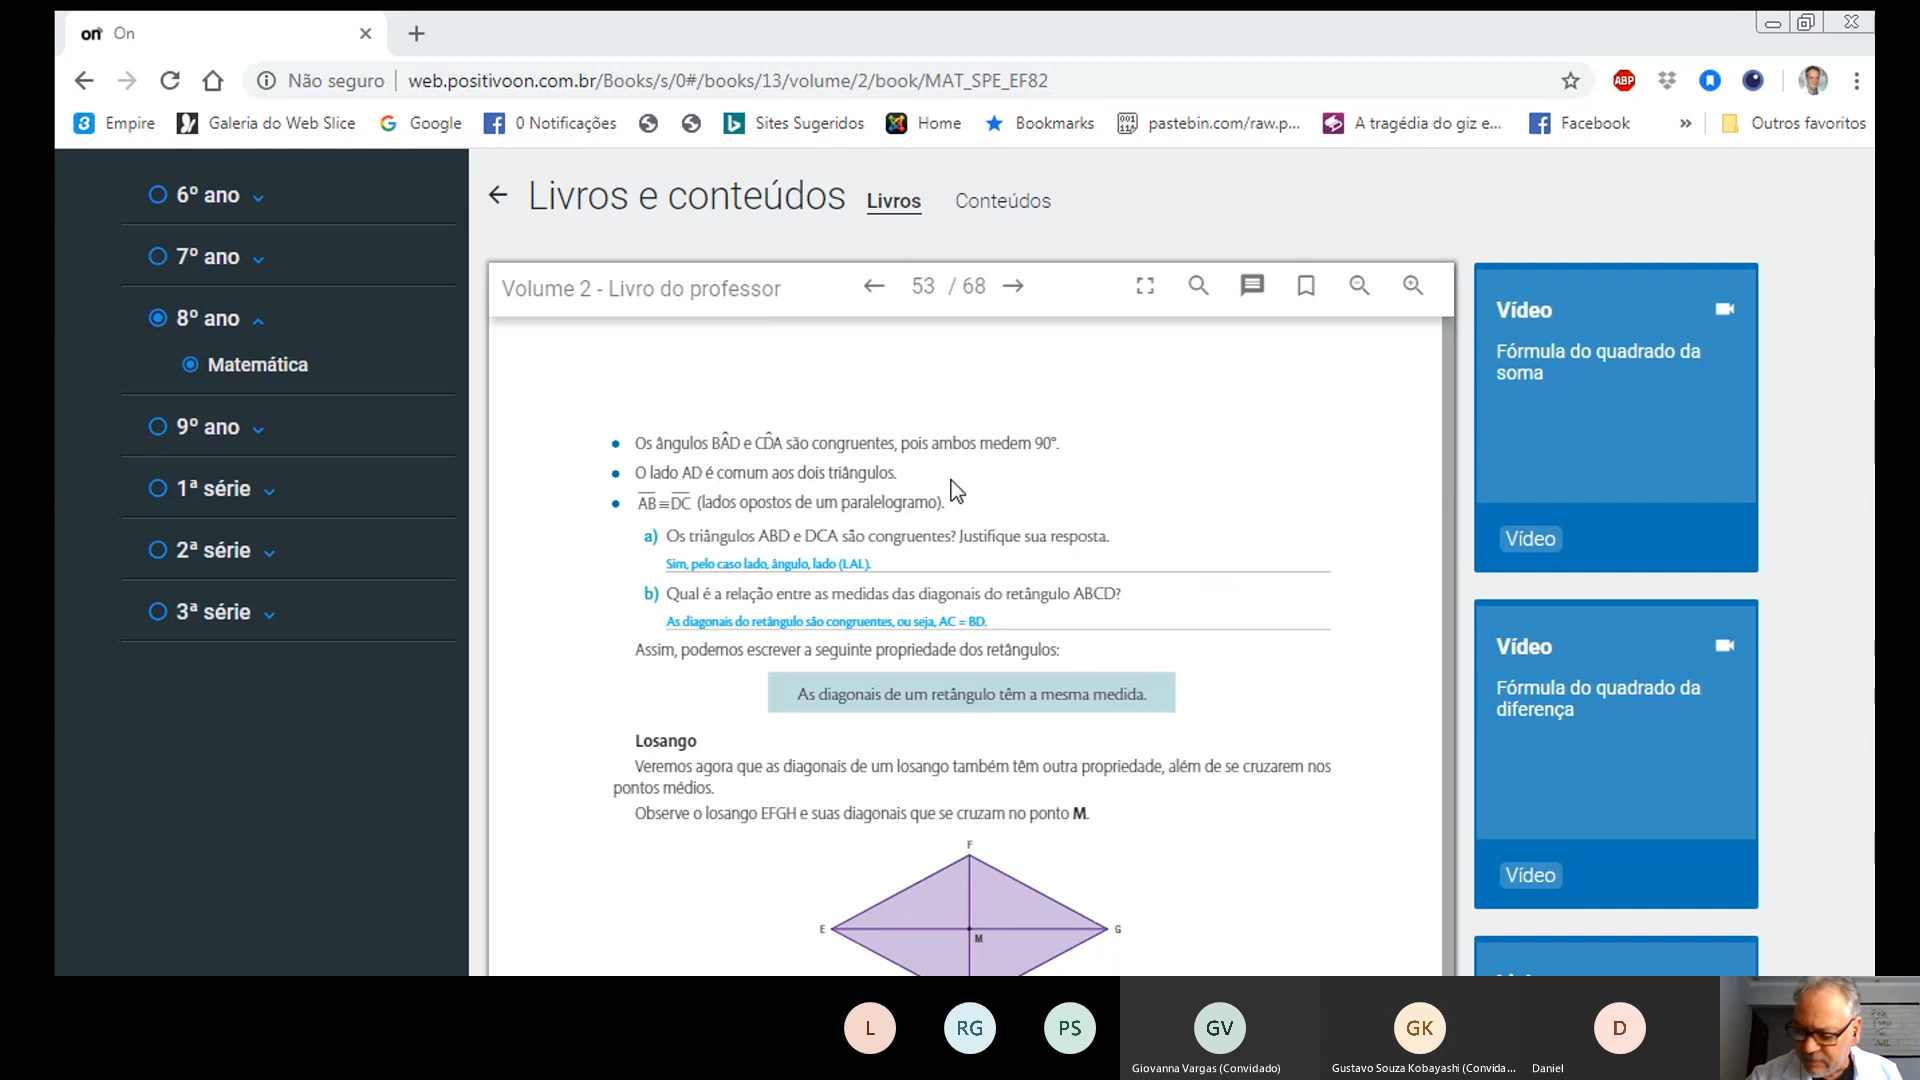 on On
Não seguro web.positivoon.com.br/Books/s/0#/books/13/volume/2/book/MAT_SPE_EF82
ABP
Empire Galeria do Web Slice Google 0 Notificações Sites Sugeridos Home Bookmarks pastebin.com/raw.p... A tragédia do giz e... Facebook » Outros favoritos
6º ano
7º ano
8º ano
Matemática
9º ano
1ª série
2ª série
3ª série
Livros e conteúdos Livros Conteúdos
Volume 2 - Livro do professor 53 / 68
• Os ângulos BÂD e CD̂A são congruentes, pois ambos medem 90°.
• O lado AD é comum aos dois triângulos.
• A̅B̅ ≡ D̅C̅ (lados opostos de um paralelogramo).
a) Os triângulos ABD e DCA são congruentes? Justifique sua resposta.
Sim, pelo caso lado, ângulo, lado (LAL).
b) Qual é a relação entre as medidas das diagonais do retângulo ABCD?
As diagonais do retângulo são congruentes, ou seja, AC = BD.
Assim, podemos escrever a seguinte propriedade dos retângulos:
As diagonais de um retângulo têm a mesma medida.
Losango
Veremos agora que as diagonais de um losango também têm outra propriedade, além de se cruzarem nos
pontos médios.
Observe o losango EFGH e suas diagonais que se cruzam no ponto M.
F
E
G
M
Vídeo
Fórmula do quadrado da
soma
Vídeo
Vídeo
Fórmula do quadrado da
diferença
Vídeo
L RG PS GV GK D
Giovanna Vargas (Convidado) Gustavo Souza Kobayashi (Convida... Daniel